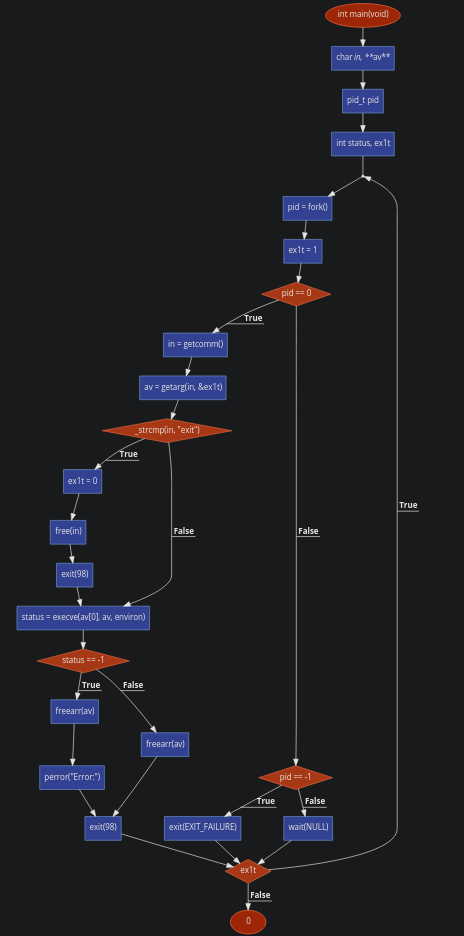 int main(void)
char in, **av**
pid_t pid
int status, ex1t
pid = fork()
ex1t = 1
pid == 0
True
in = getcomm()
av = getarg(in, &ex1t)
_strcmp(in, "exit")
True
ex1t = 0
True
free(in)
False
False
exit(98)
status = execve(av[0], av, environ)
status == -1
True
False
freearr(av)
freearr(av)
perror("Error:")
pid == -1
True
False
exit(98)
exit(EXIT_FAILURE)
wait(NULL)
ex1t
False
0